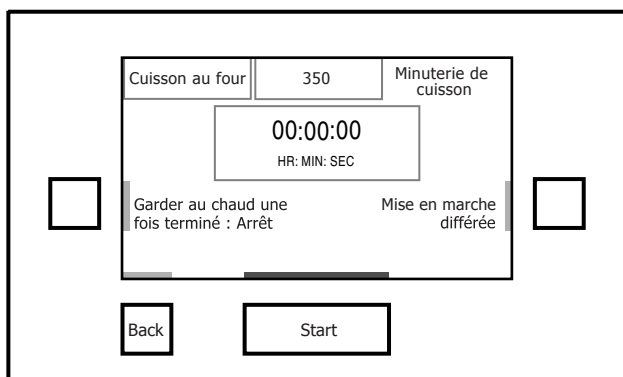 Cuisson au four
350
Minuterie de
cuisson
00:00:00
HR: MIN: SEC
Garder au chaud une
fois terminé : Arrêt
Mise en marche
différée
Back
Start